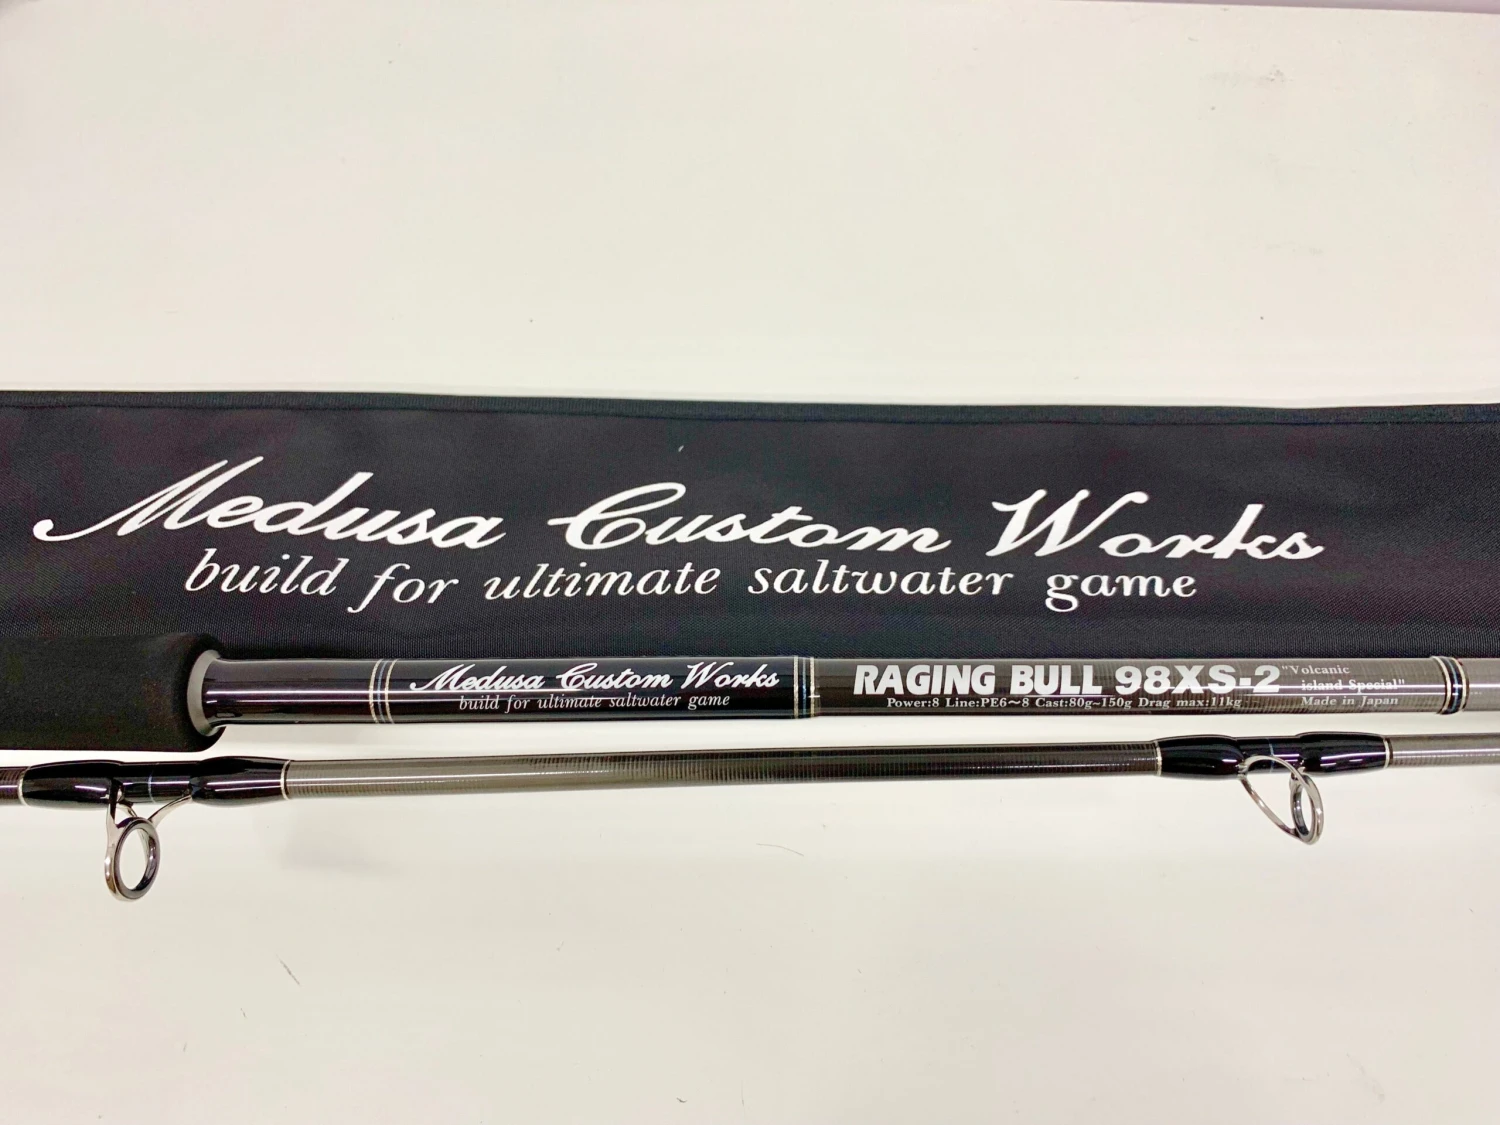 Medusa Custom Works
build for ultimate saltwater game
Medusa Custom Works
build for ultimate saltwater game
RAGING BULL 98XS-2 "Volcanic
island Special"
Power:8 Line:PE6〜8 Cast:80g~150g Drag max:11kg Made in Japan